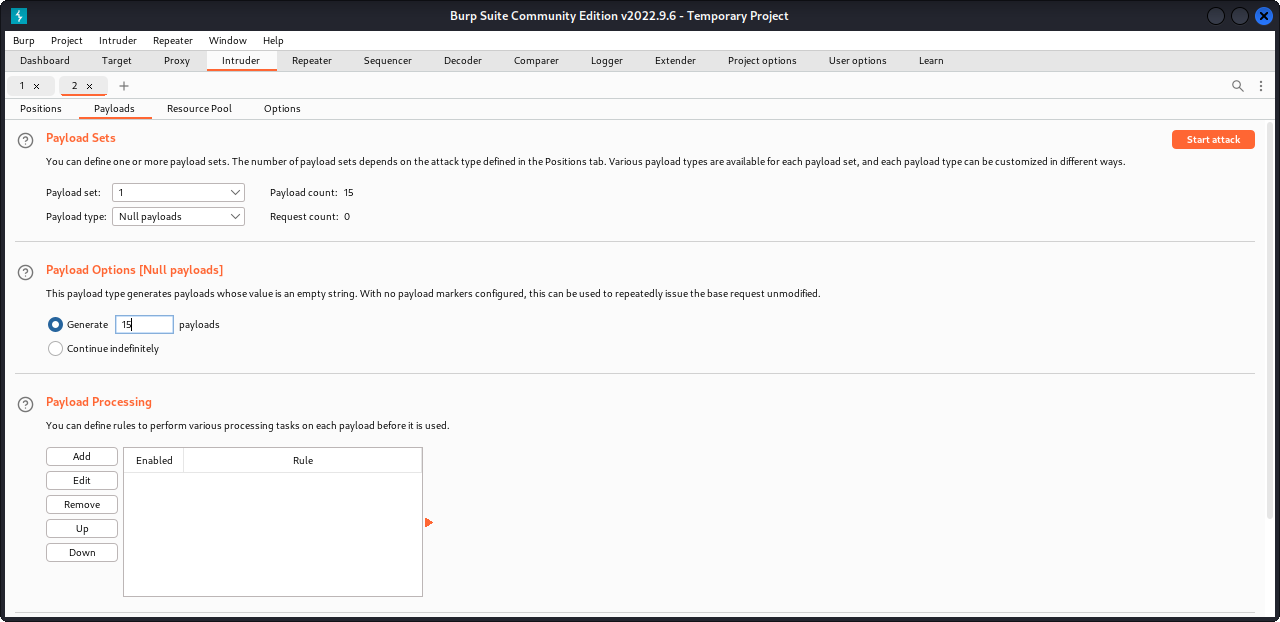 Burp Suite Community Edition v2022.9.6 - Temporary Project
Burp Project Intruder Repeater Window Help
Dashboard Target Proxy Intruder Repeater Sequencer Decoder Comparer Logger Extender Project options User options Learn
1 × 2 × +
Positions Payloads Resource Pool Options
? Payload Sets Start attack
You can define one or more payload sets. The number of payload sets depends on the attack type defined in the Positions tab. Various payload types are available for each payload set, and each payload type can be customized in different ways.
Payload set: 1 Payload count: 15
Payload type: Null payloads Request count: 0
? Payload Options [Null payloads]
This payload type generates payloads whose value is an empty string. With no payload markers configured, this can be used to repeatedly issue the base request unmodified.
Generate 15 payloads
Continue indefinitely
? Payload Processing
You can define rules to perform various processing tasks on each payload before it is used.
Add Enabled Rule
Edit
Remove
Up
Down